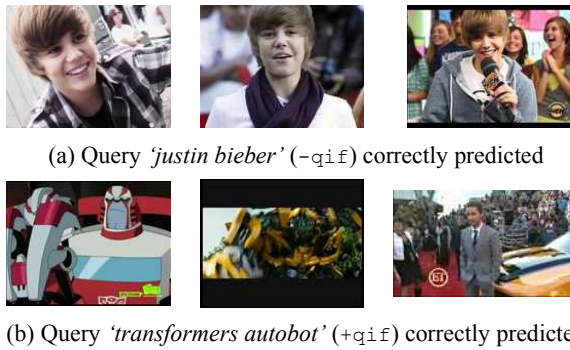 (a) Query ‘justin bieber’ (-qif) correctly predicted
(b) Query ‘transformers autobot’ (+qif) correctly predicte